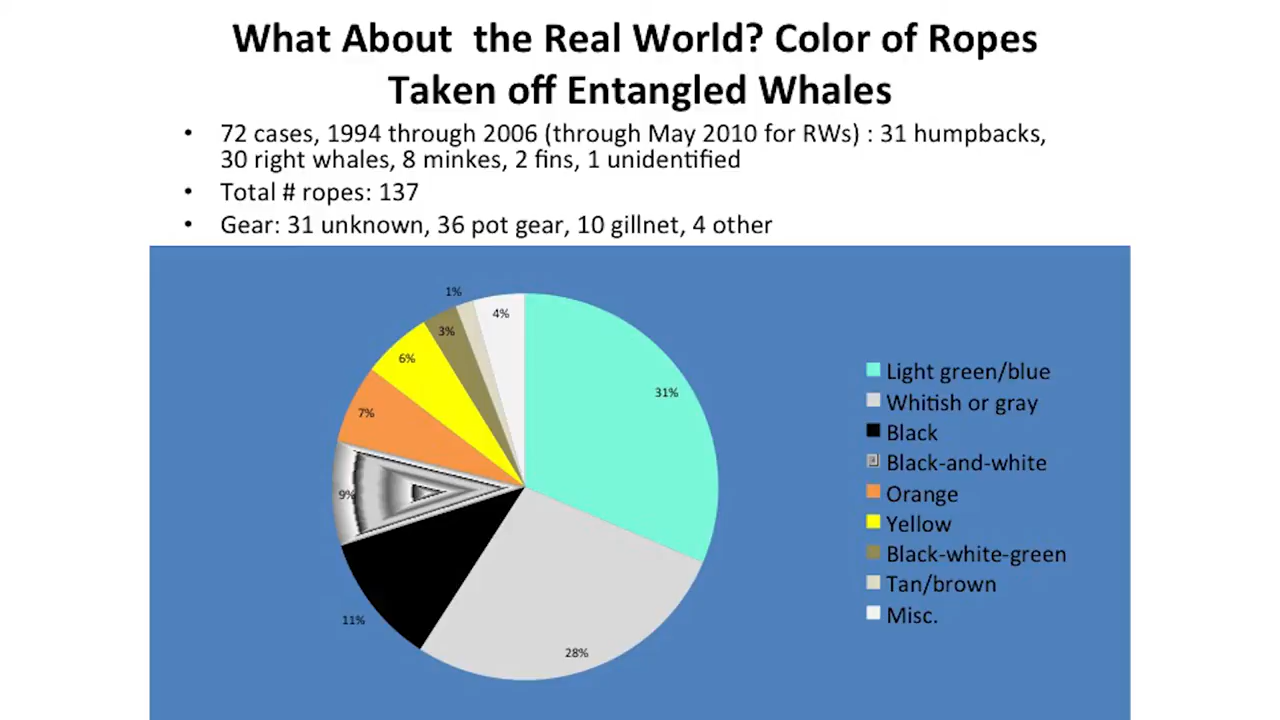 What About the Real World? Color of Ropes
Taken off Entangled Whales
• 72 cases, 1994 through 2006 (through May 2010 for RWs) : 31 humpbacks,
30 right whales, 8 minkes, 2 fins, 1 unidentified
• Total # ropes: 137
• Gear: 31 unknown, 36 pot gear, 10 gillnet, 4 other
1%
4%
3%
6%
31%
7%
9%
11%
28%
Light green/blue
Whitish or gray
Black
Black-and-white
Orange
Yellow
Black-white-green
Tan/brown
Misc.